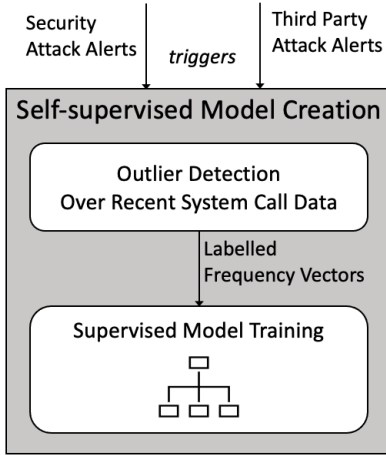 Security
Attack Alerts
triggers
Third Party
Attack Alerts
Self-supervised Model Creation
Outlier Detection
Over Recent System Call Data
Labelled
Frequency Vectors
Supervised Model Training